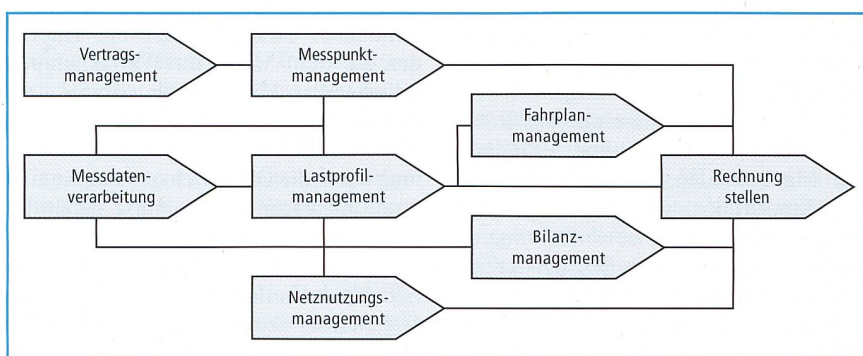 Vertrags-
management
Messpunkt-
management
Fahrplan-
management
Messdaten-
verarbeitung
Lastprofil-
management
Rechnung
stellen
Bilanz-
management
Netznutzungs-
management